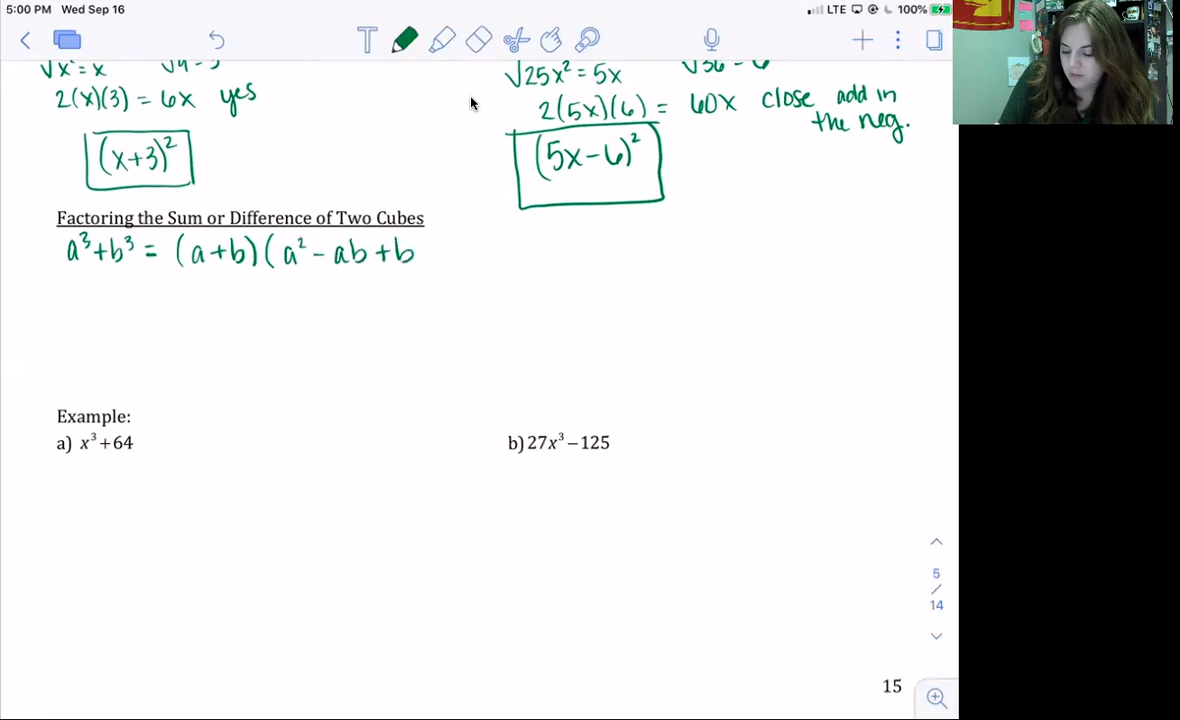 5:00 PM Wed Sep 16
LTE 100%
2(x)(3) = 6x yes
(x+3)²
√25x² = 5x
2(5x)(6) = 60x close add in
the neg.
(5x-6)²
Factoring the Sum or Difference of Two Cubes
a³+b³ = (a+b)(a² - ab + b
Example:
a) x³+64
b) 27x³-125
5
/
14
15